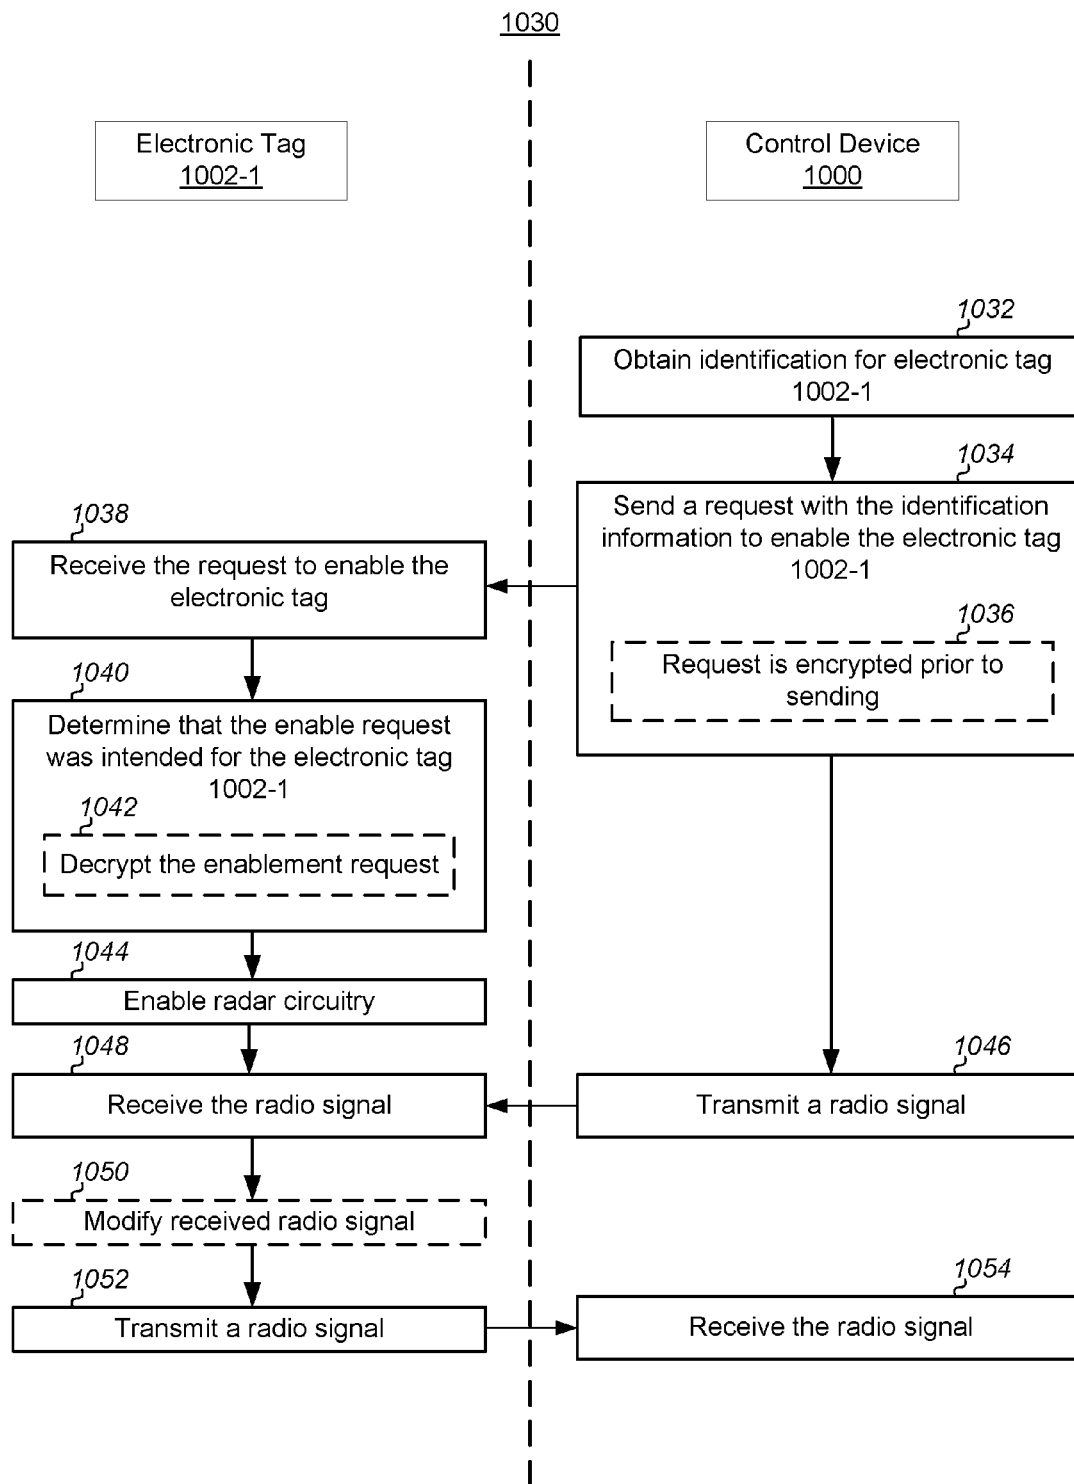 1030
Electronic Tag
1002-1
Control Device
1000
1032
Obtain identification for electronic tag
1002-1
1034
Send a request with the identification
information to enable the electronic tag
1002-1
1036
Request is encrypted prior to
sending
1038
Receive the request to enable the
electronic tag
1040
Determine that the enable request
was intended for the electronic tag
1002-1
1042
Decrypt the enablement request
1044
Enable radar circuitry
1046
Transmit a radio signal
1048
Receive the radio signal
1050
Modify received radio signal
1052
Transmit a radio signal
1054
Receive the radio signal